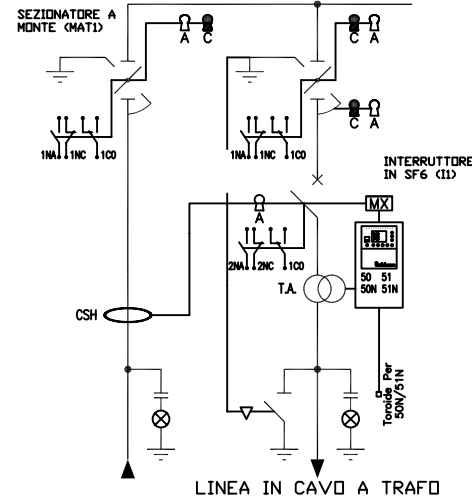 SEZIONATORE A
MONTE (MAT1)
A C
C A
C A
1NA 1NC 1CO
1NA 1NC 1CO
INTERRUTTORE
IN SF6 (I1)
A
MX
2NA 2NC 1CO
T.A.
50 51
50N 51N
CSH
Toroide Per
50N/51N
LINEA IN CAVO A TRAFO